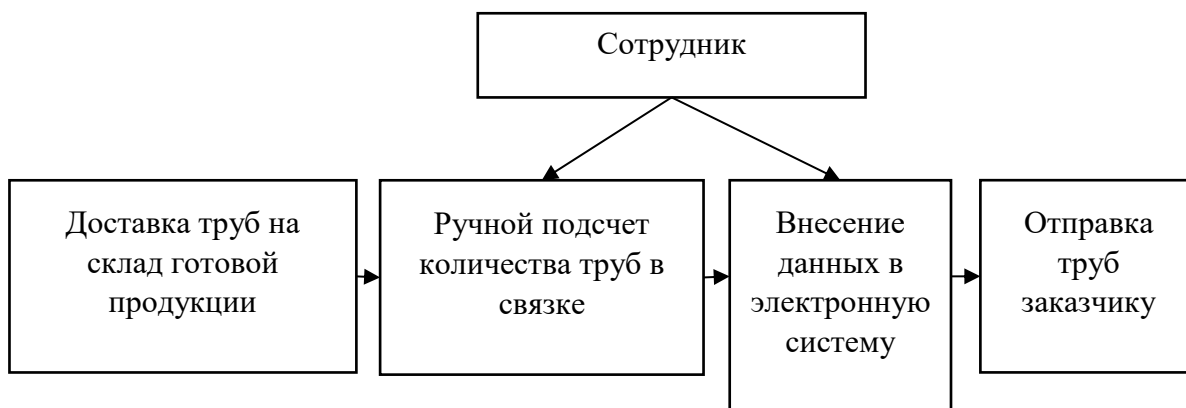 Сотрудник
Доставка труб на
склад готовой
продукции
Ручной подсчет
количества труб в
связке
Внесение
данных в
электронную
систему
Отправка
труб
заказчику